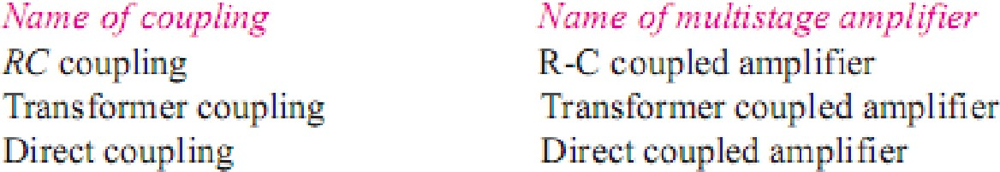 Name of coupling Name of multistage amplifier
RC coupling R-C coupled amplifier
Transformer coupling Transformer coupled amplifier
Direct coupling Direct coupled amplifier